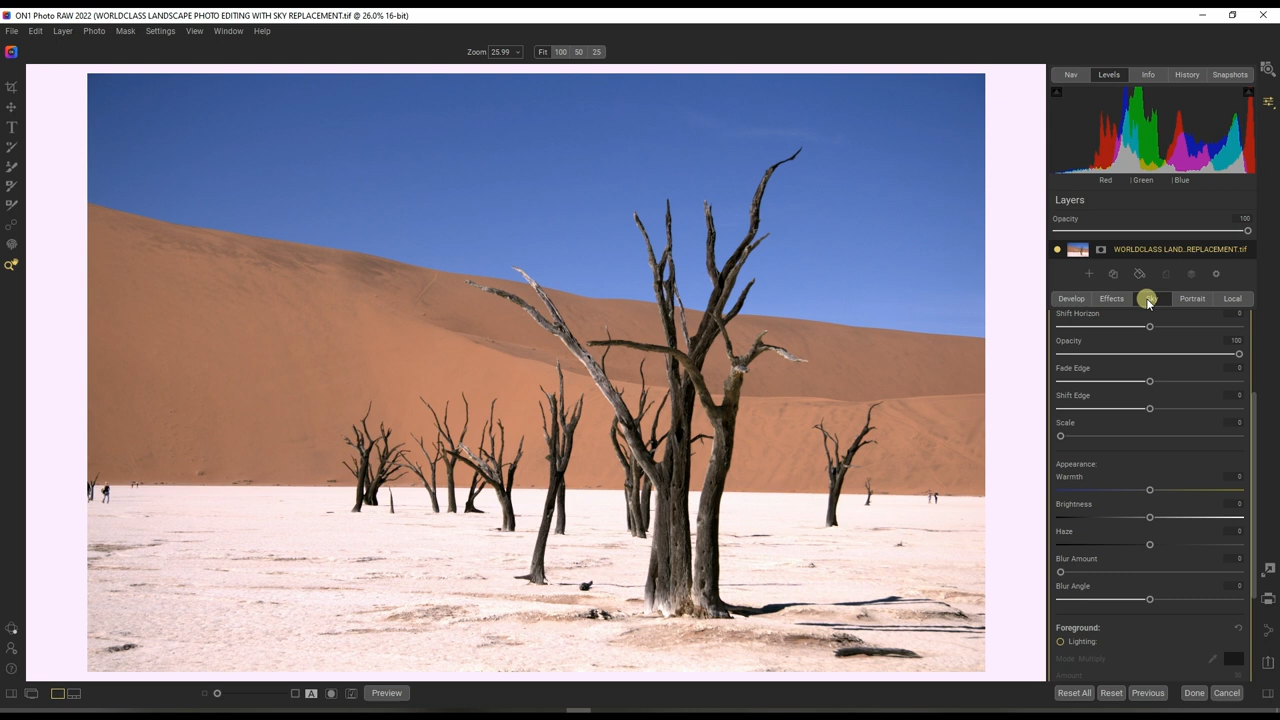 ON1 Photo RAW 2022 (WORLDCLASS LANDSCAPE PHOTO EDITING WITH SKY REPLACEMENT.tif @ 26.0% 16-bit)
File Edit Layer Photo Mask Settings View Window Help
Zoom 25.99 Fit 100 50 25
Nav Levels Info History Snapshots
Red | Green | Blue
Layers
Opacity 100
WORLDCLASS LAND..REPLACEMENT.tif
Develop Effects Portrait Local
Shift Horizon 0
Opacity 100
Fade Edge 0
Shift Edge 0
Scale 0
Appearance:
Warmth 0
Brightness 0
Haze 0
Blur Amount 0
Blur Angle 0
Foreground:
Lighting:
Mode: Multiply
Amount 30
A Preview Reset All Reset Previous Done Cancel